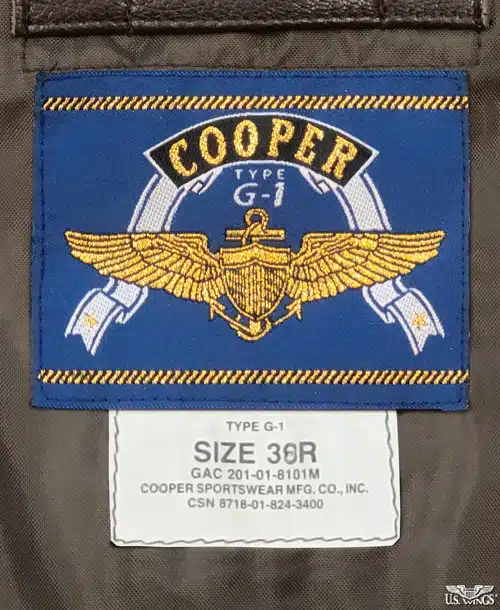 COOPER
TYPE
G-1
TYPE G-1
SIZE 36R
GAC 201-01-8101M
COOPER SPORTSWEAR MFG. CO., INC.
CSN 8718-01-824-3400
U.S. WINGS